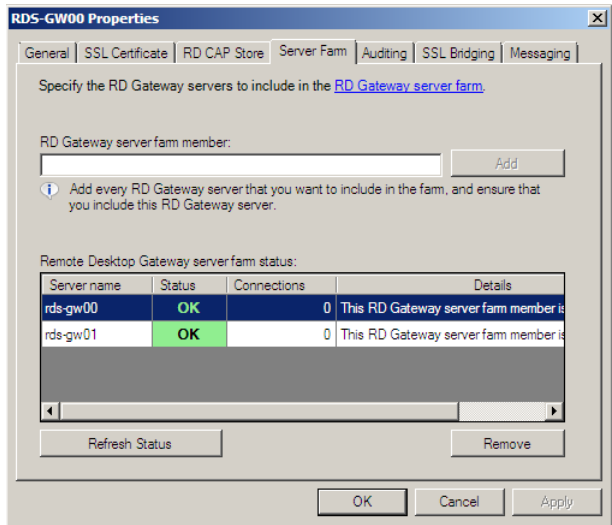 RDS-GW00 Properties
General SSL Certificate RD CAP Store Server Farm Auditing SSL Bridging Messaging
Specify the RD Gateway servers to include in the RD Gateway server farm.
RD Gateway server farm member:
Add
Add every RD Gateway server that you want to include in the farm, and ensure that
you include this RD Gateway server.
Remote Desktop Gateway server farm status:
Server name Status Connections Details
rds-gw00 OK 0 This RD Gateway server farm member is
rds-gw01 OK 0 This RD Gateway server farm member is
Refresh Status Remove
OK Cancel Apply